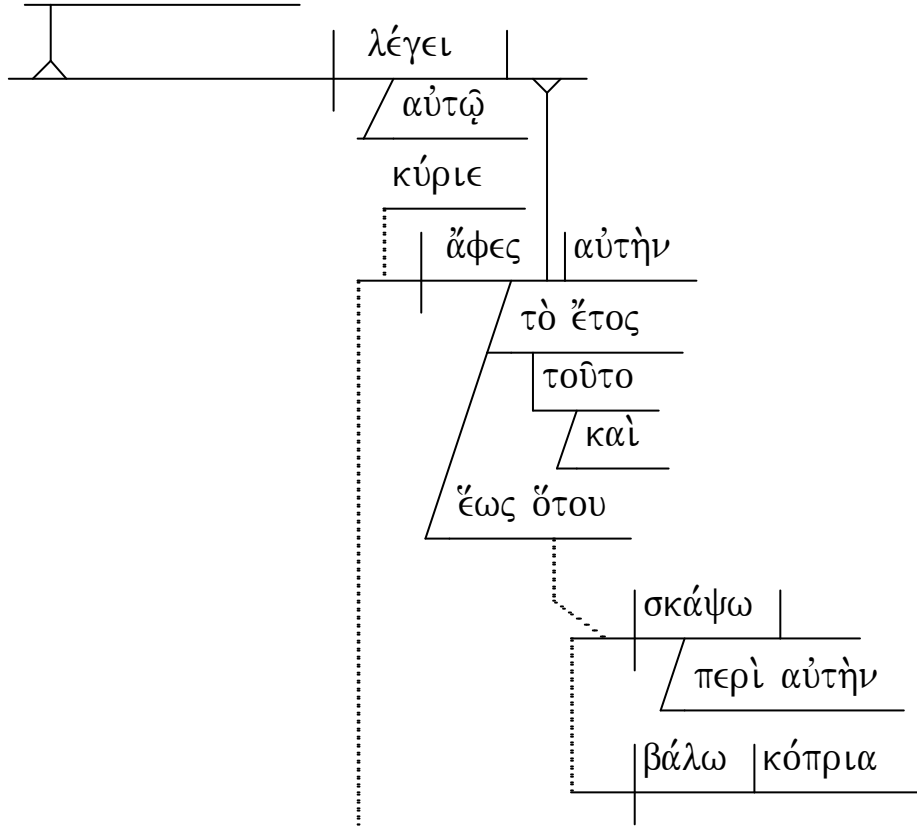 λέγει
αὐτῷ
κύριε
ἄφες αὐτὴν
τὸ ἔτος
τοῦτο
καὶ
ἕως ὅτου
σκάψω
περὶ αὐτὴν
βάλω κόπρια